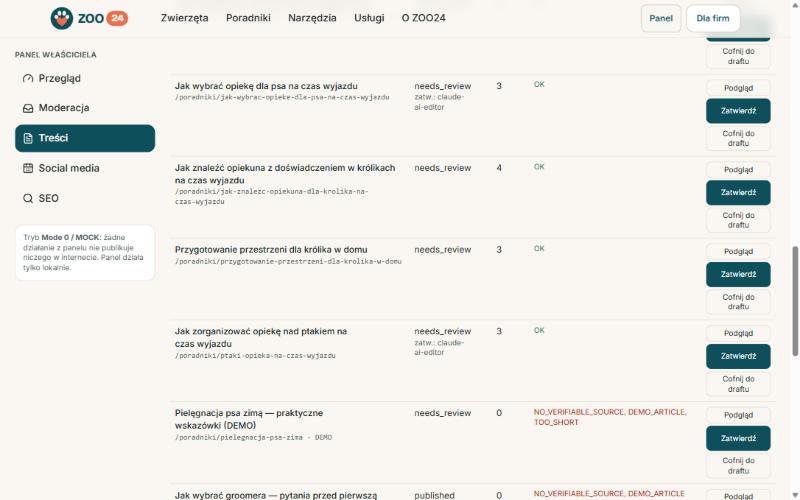 zoo 24
Zwierzęta
Poradniki
Narzędzia
Usługi
O ZOO24
Panel
Dla firm
PANEL WŁAŚCICIELA
Przegląd
Moderacja
Treści
Social media
SEO
Tryb Mode 0 / MOCK: żadne
działanie z panelu nie publikuje
niczego w internecie. Panel działa
tylko lokalnie.
Cofnij do
draftu
Jak wybrać opiekę dla psa na czas wyjazdu
/poradniki/jak-wybrac-opieke-dla-psa-na-czas-wyjazdu
needs_review
zatw.: claude-
ai-editor
3
OK
Podgląd
Zatwierdź
Cofnij do
draftu
Jak znaleźć opiekuna z doświadczeniem w królikach
na czas wyjazdu
/poradniki/jak-znalezc-opiekuna-dla-krolika-na-
czas-wyjazdu
needs_review
4
OK
Podgląd
Zatwierdź
Cofnij do
draftu
Przygotowanie przestrzeni dla królika w domu
/poradniki/przygotowanie-przestrzeni-dla-krolika-w-domu
needs_review
3
OK
Podgląd
Zatwierdź
Cofnij do
draftu
Jak zorganizować opiekę nad ptakiem na
czas wyjazdu
/poradniki/ptaki-opieka-na-czas-wyjazdu
needs_review
zatw.: claude-
ai-editor
3
OK
Podgląd
Zatwierdź
Cofnij do
draftu
Pielęgnacja psa zimą — praktyczne
wskazówki (DEMO)
/poradniki/pielegnacja-psa-zima · DEMO
needs_review
0
NO_VERIFIABLE_SOURCE, DEMO_ARTICLE,
TOO_SHORT
Podgląd
Zatwierdź
Cofnij do
draftu
Jak wybrać groomera — pytania przed pierwszą
published
0
NO_VERIFIABLE_SOURCE, DEMO_ARTICLE
Podgląd